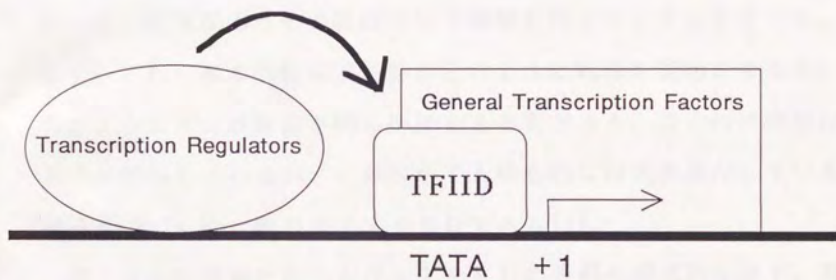 General Transcription Factors
Transcription Regulators
TFIID
TATA +1